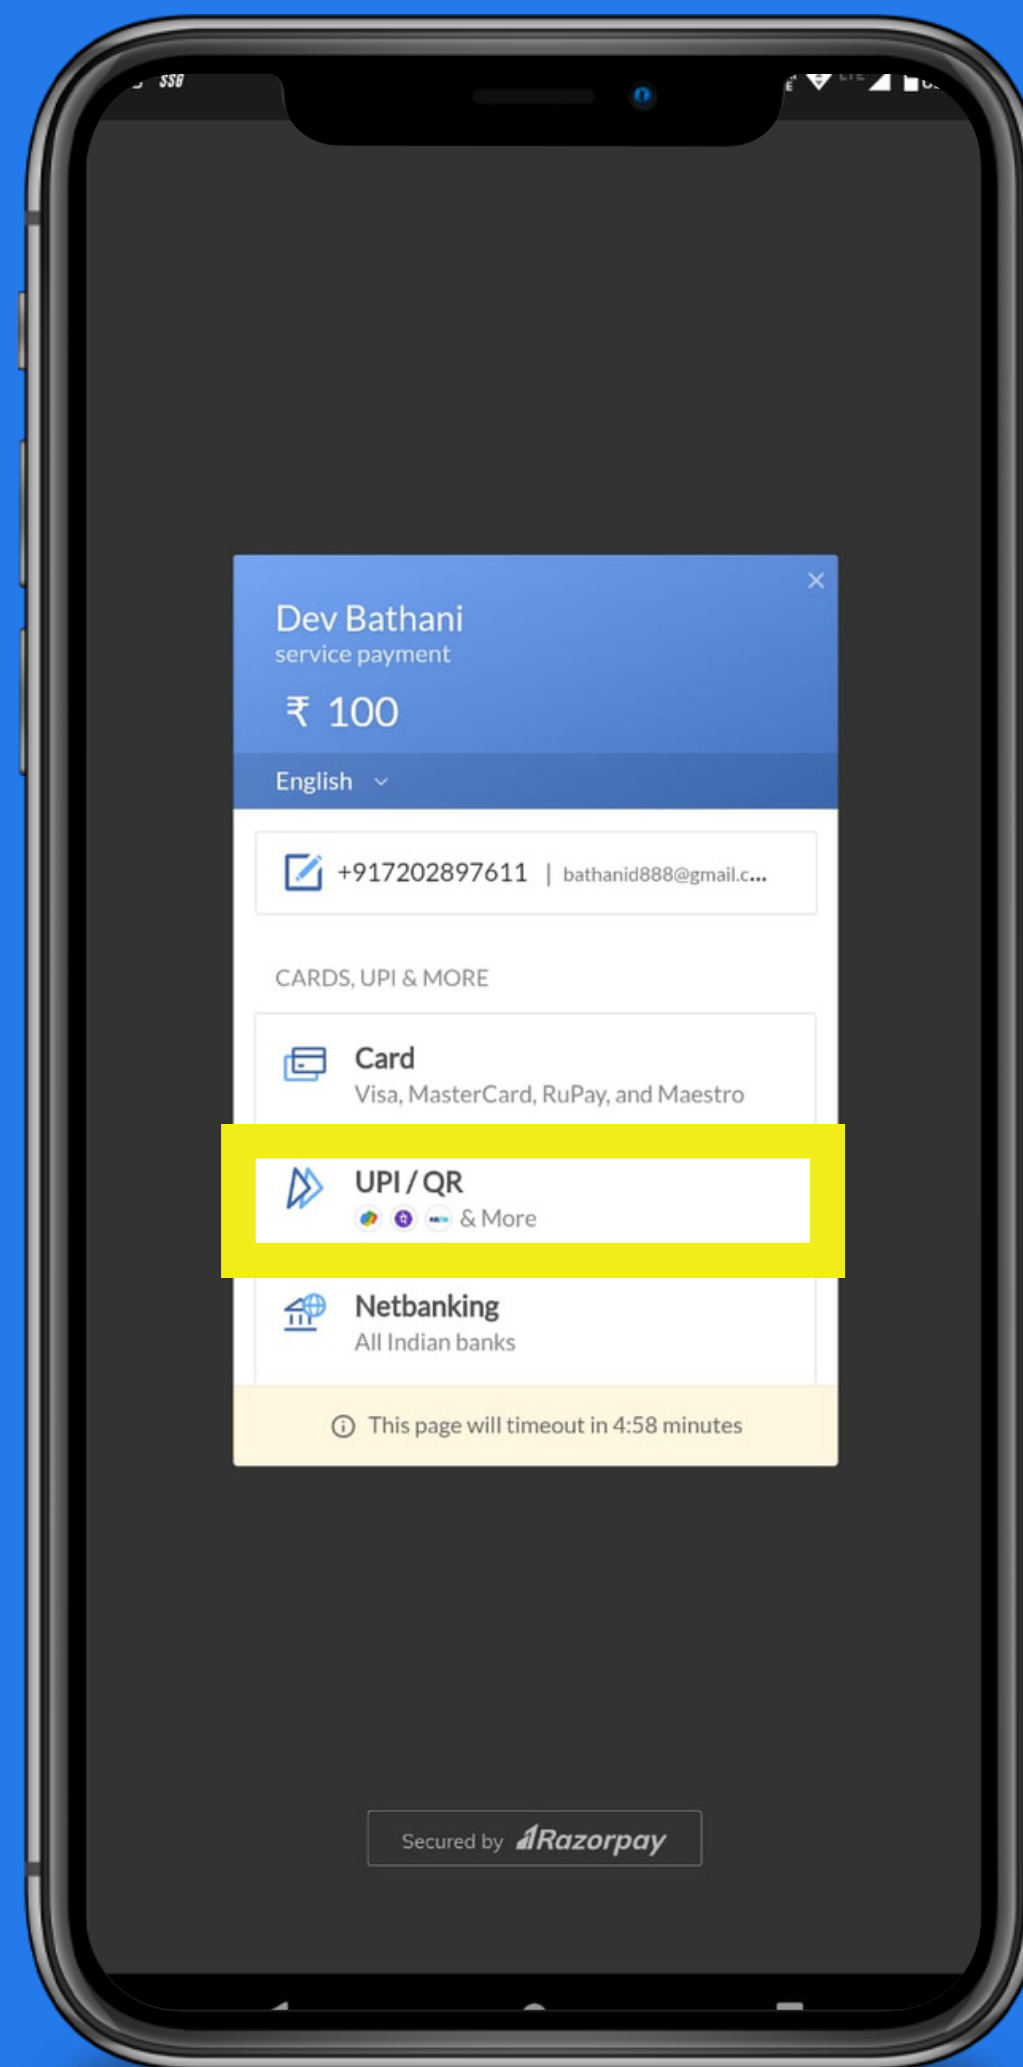 Dev Bathani
service payment
₹ 100
English
+917202897611 | bathanid888@gmail.c...
CARDS, UPI & MORE
Card
Visa, MasterCard, RuPay, and Maestro
UPI / QR
& More
Netbanking
All Indian banks
This page will timeout in 4:58 minutes
Secured by Razorpay